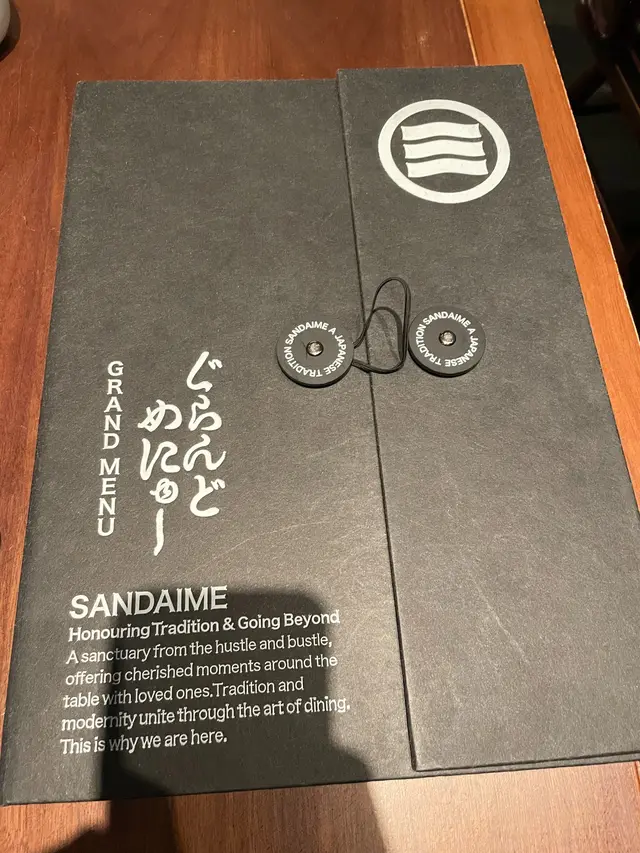 SANDAIME A JAPANESE TRADITION
SANDAIME A JAPANESE TRADITION
GRAND MENU
ぐらんど
めにゅー
SANDAIME
Honouring Tradition & Going Beyond
A sanctuary from the hustle and bustle,
offering cherished moments around the
table with loved ones.Tradition and
modernity unite through the art of dining.
This is why we are here.